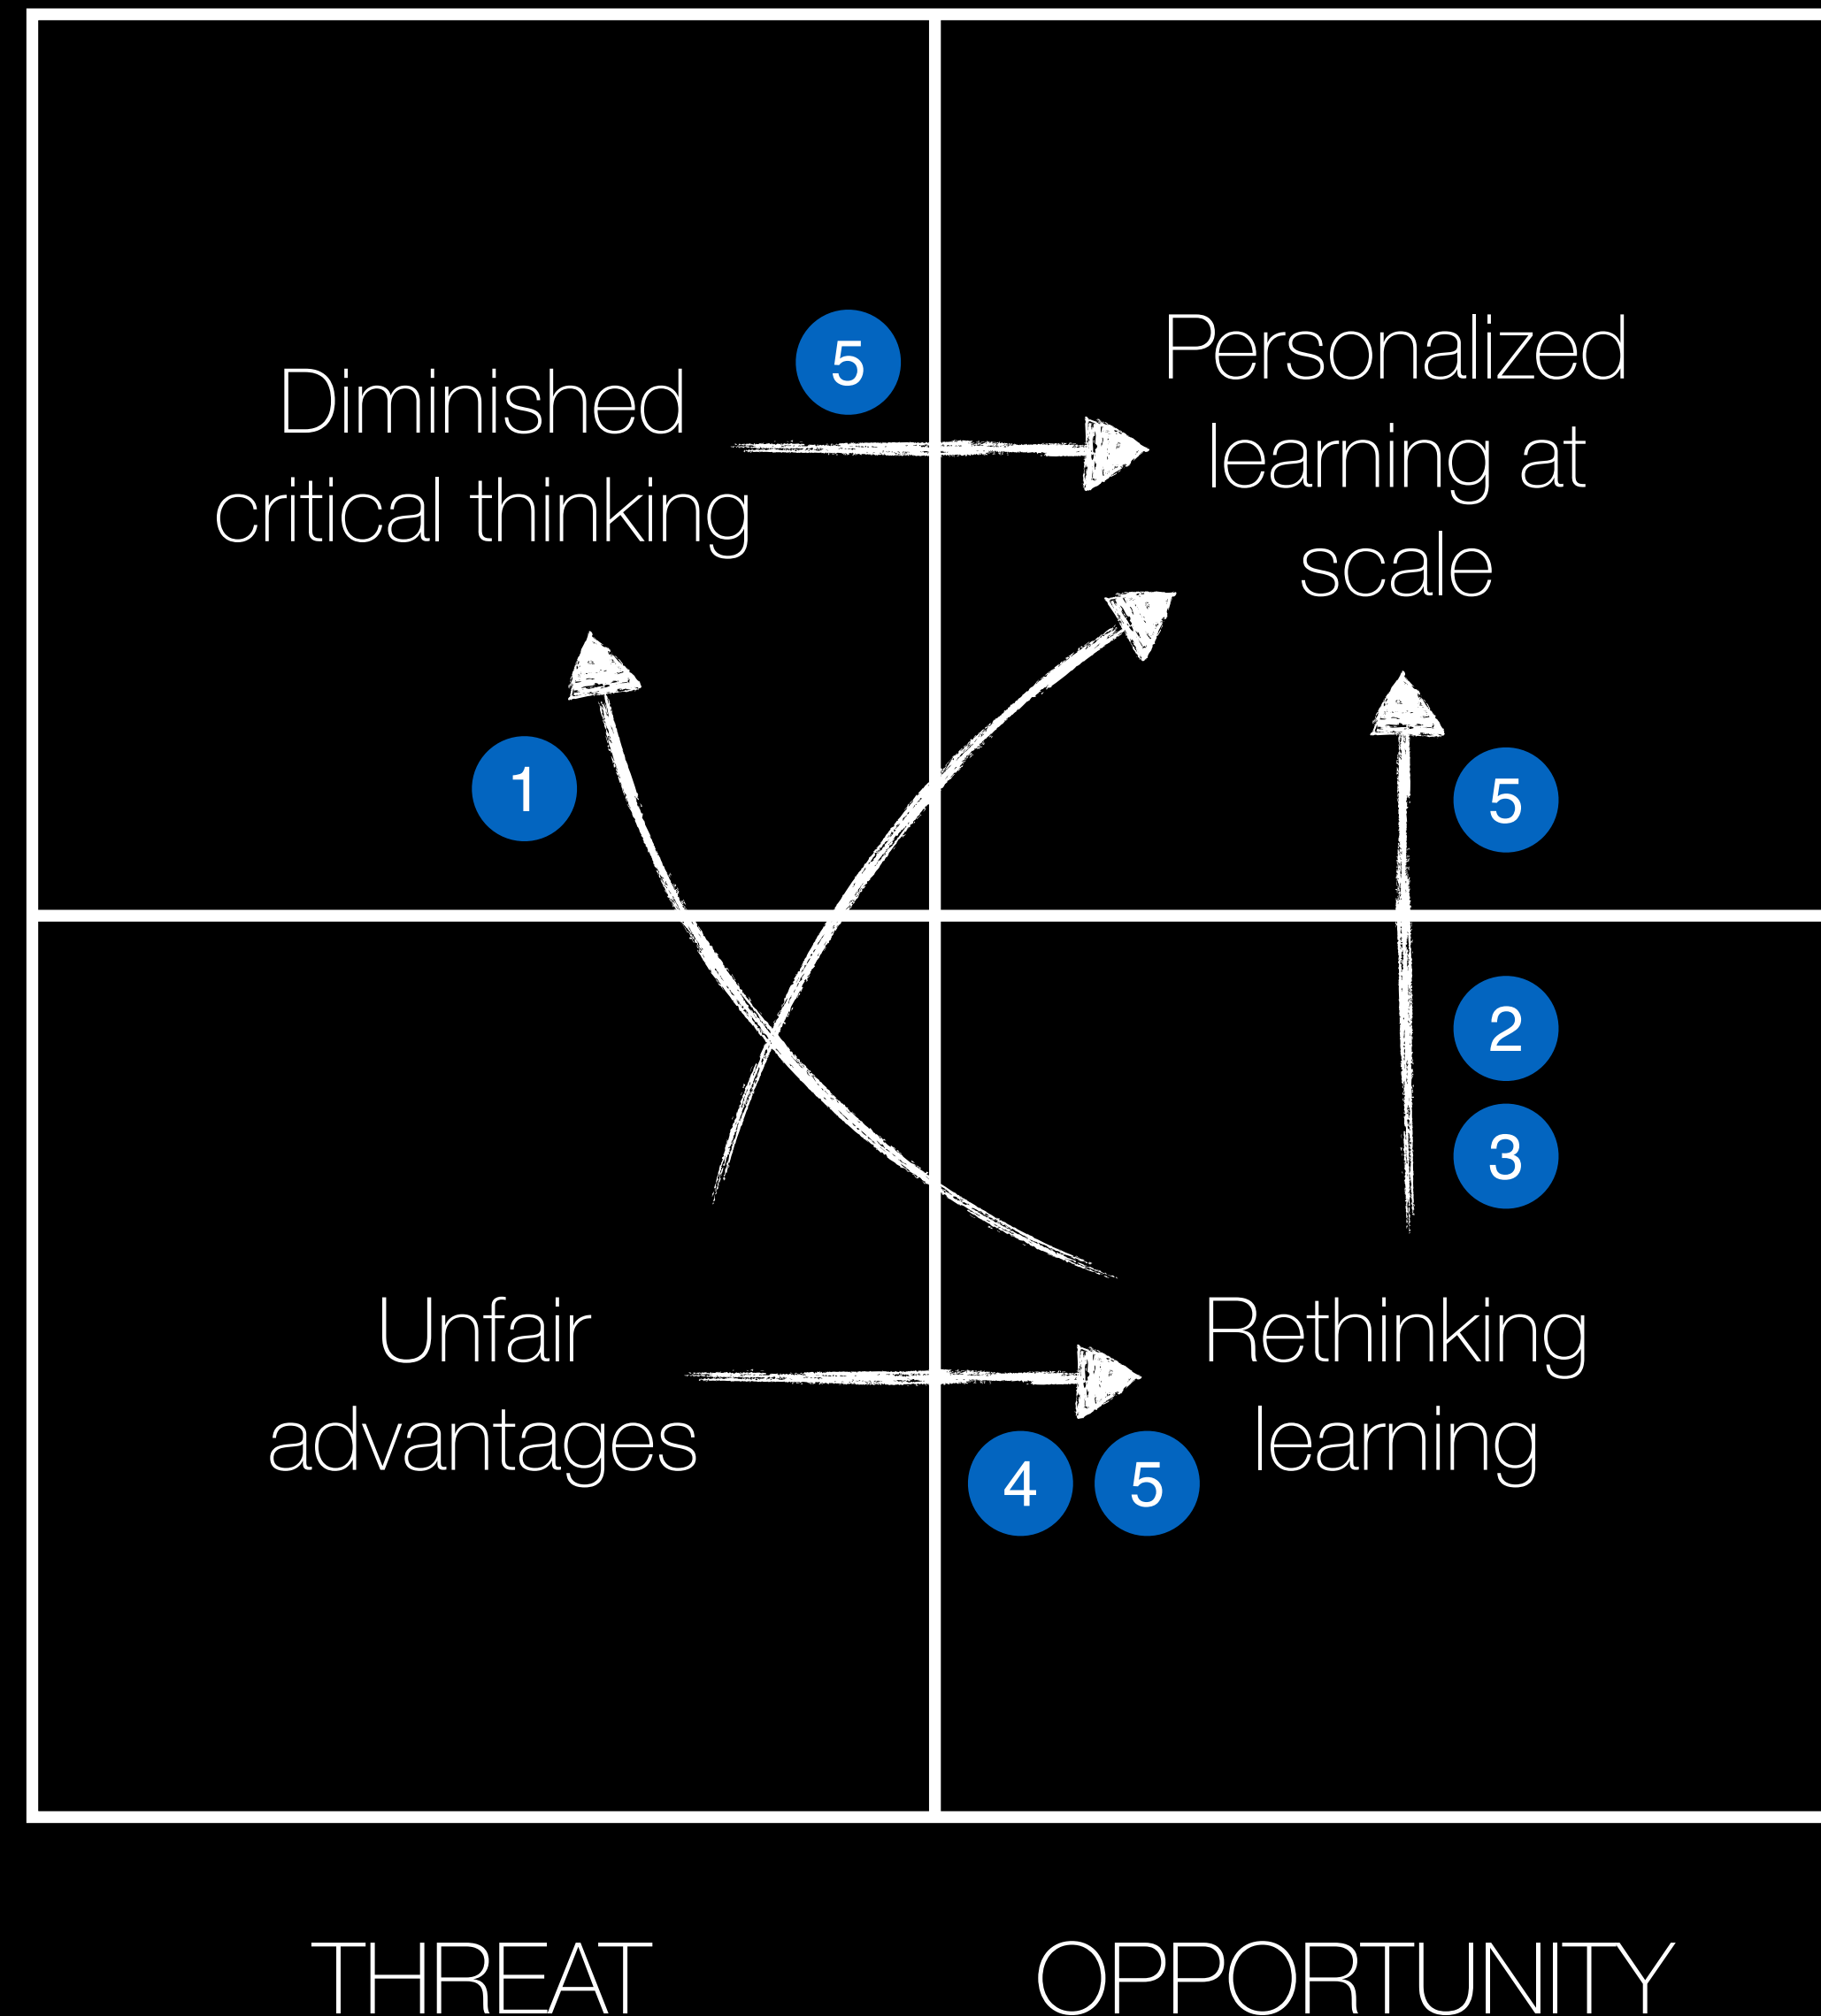 Diminished
critical thinking
5
Personalized
learning at
scale
1
5
2
3
Unfair
advantages
Rethinking
learning
4
5
THREAT
OPPORTUNITY